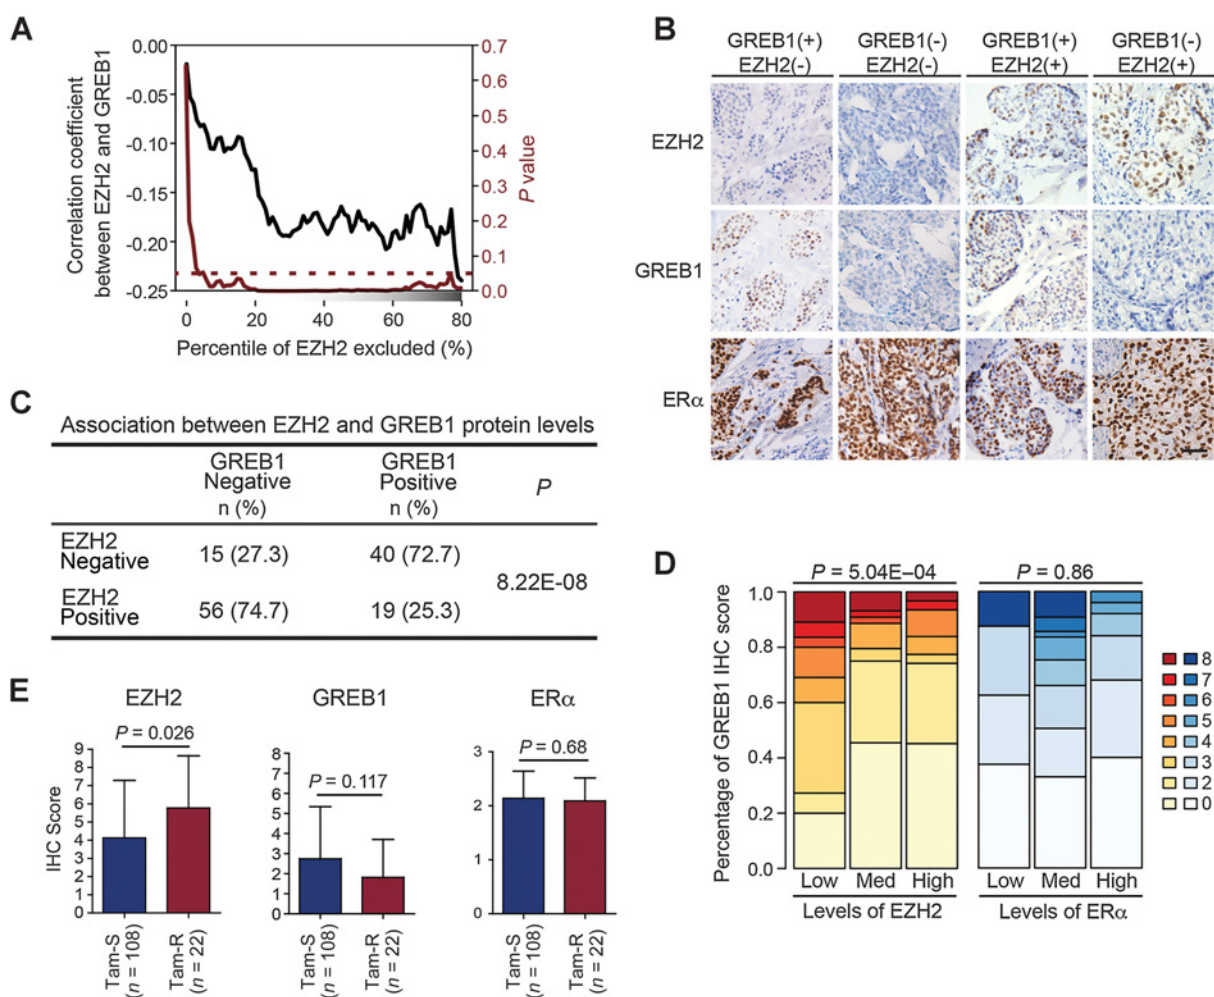 A
Correlation coefficient
between EZH2 and GREB1
0.00
-0.05
-0.10
-0.15
-0.20
-0.25
0.7
0.6
0.5
0.4
0.3
0.2
0.1
0.0
P value
0 20 40 60 80
Percentile of EZH2 excluded (%)
B
GREB1(+) GREB1(-) GREB1(+) GREB1(-)
EZH2(-) EZH2(-) EZH2(+) EZH2(+)
EZH2
GREB1
ERα
C
Association between EZH2 and GREB1 protein levels
GREB1 GREB1
Negative Positive P
n (%) n (%)
EZH2
Negative 15 (27.3) 40 (72.7)
8.22E-08
EZH2
Positive 56 (74.7) 19 (25.3)
D
P = 5.04E–04 P = 0.86
Percentage of GREB1 IHC score
1.0
0.8
0.6
0.4
0.2
0.0
Low Med High Low Med High
Levels of EZH2 Levels of ERα
8
7
6
5
4
3
2
0
E
EZH2
P = 0.026
IHC Score
9
8
7
6
5
4
3
2
1
0
Tam-S
(n = 108)
Tam-R
(n = 22)
GREB1
P = 0.117
8
7
6
5
4
3
2
1
0
Tam-S
(n = 108)
Tam-R
(n = 22)
ERα
P = 0.68
3
2
1
0
Tam-S
(n = 108)
Tam-R
(n = 22)